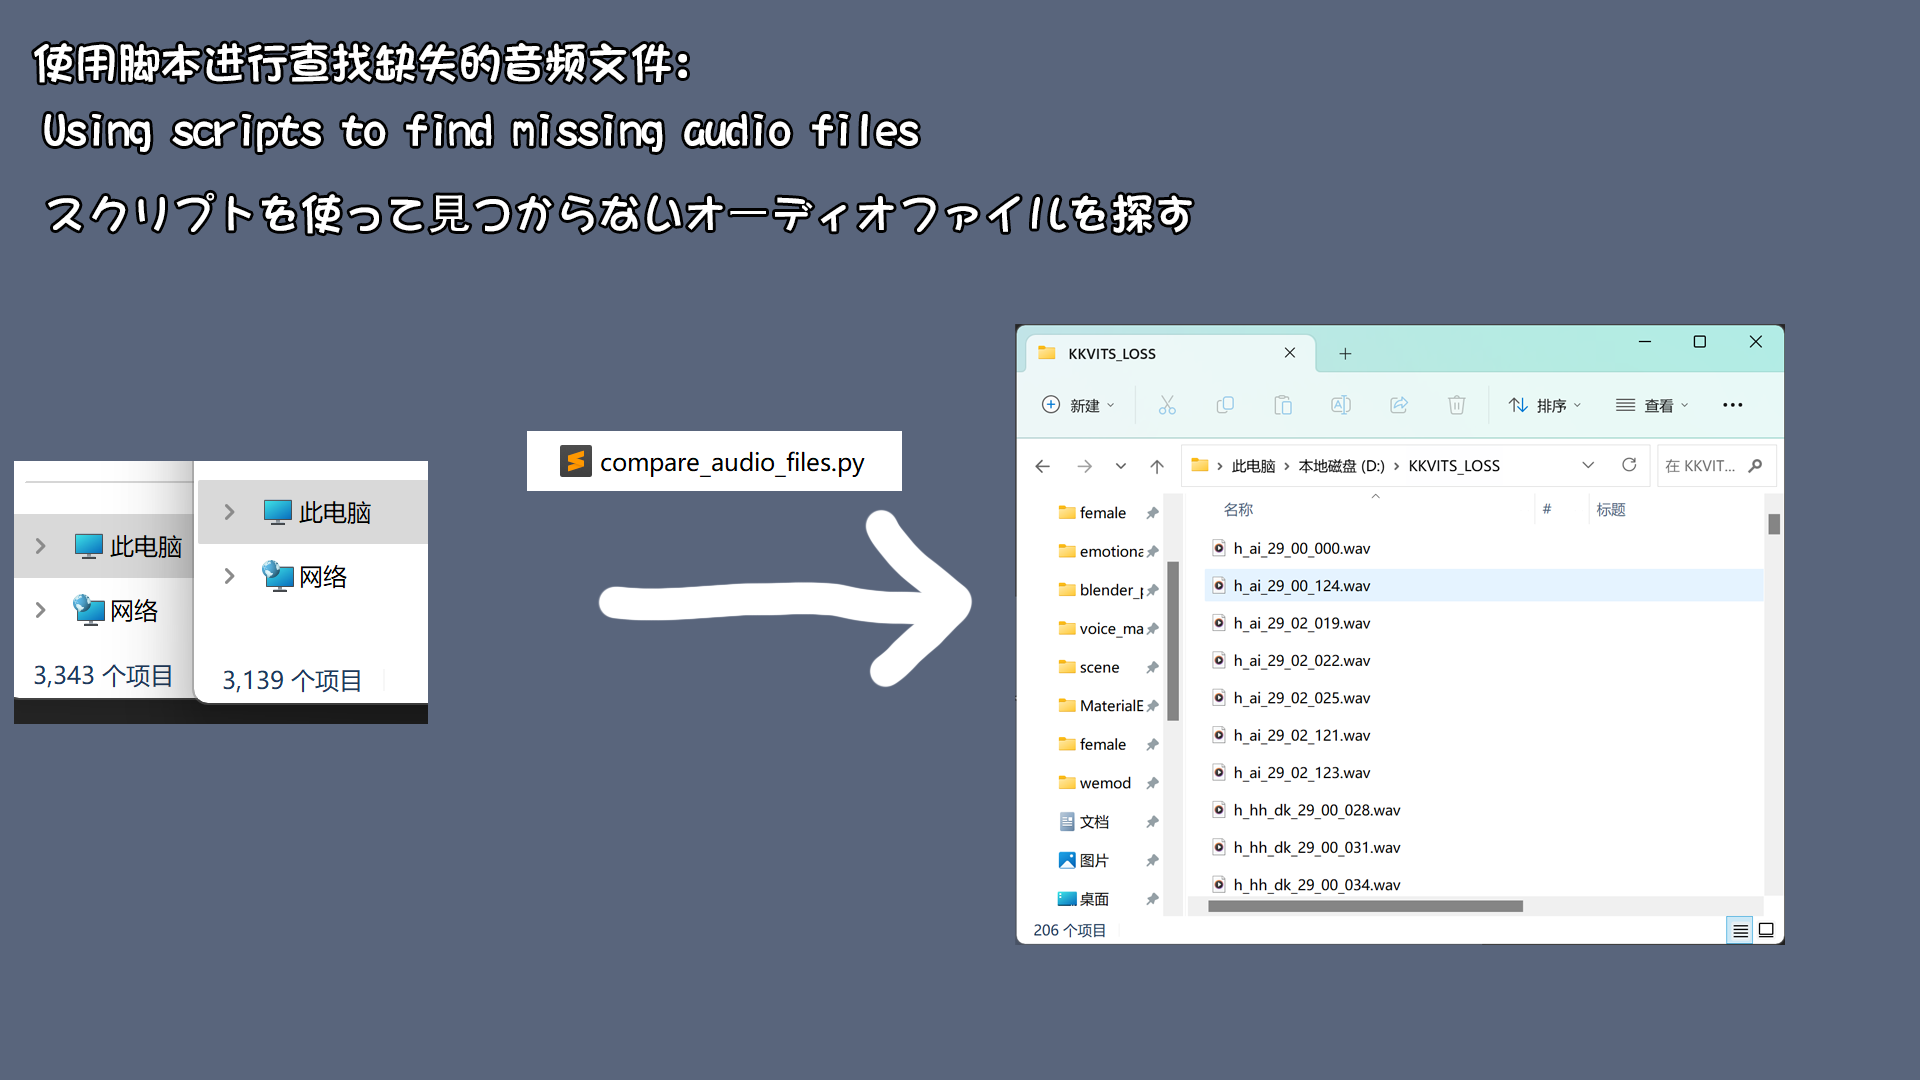 使用脚本进行查找缺失的音频文件:
Using scripts to find missing audio files
スクリプトを使って見つからないオーディオファイルを探す
此电脑
网络
3,343 个项目
此电脑
网络
3,139 个项目
compare_audio_files.py
KKVITS_LOSS
新建
排序
查看
此电脑 > 本地磁盘 (D:) > KKVITS_LOSS
在 KKVIT...
female
emotiona
blender_p
voice_ma
scene
MaterialE
female
wemod
文档
图片
桌面
名称 # 标题
h_ai_29_00_000.wav
h_ai_29_00_124.wav
h_ai_29_02_019.wav
h_ai_29_02_022.wav
h_ai_29_02_025.wav
h_ai_29_02_121.wav
h_ai_29_02_123.wav
h_hh_dk_29_00_028.wav
h_hh_dk_29_00_031.wav
h_hh_dk_29_00_034.wav
206 个项目